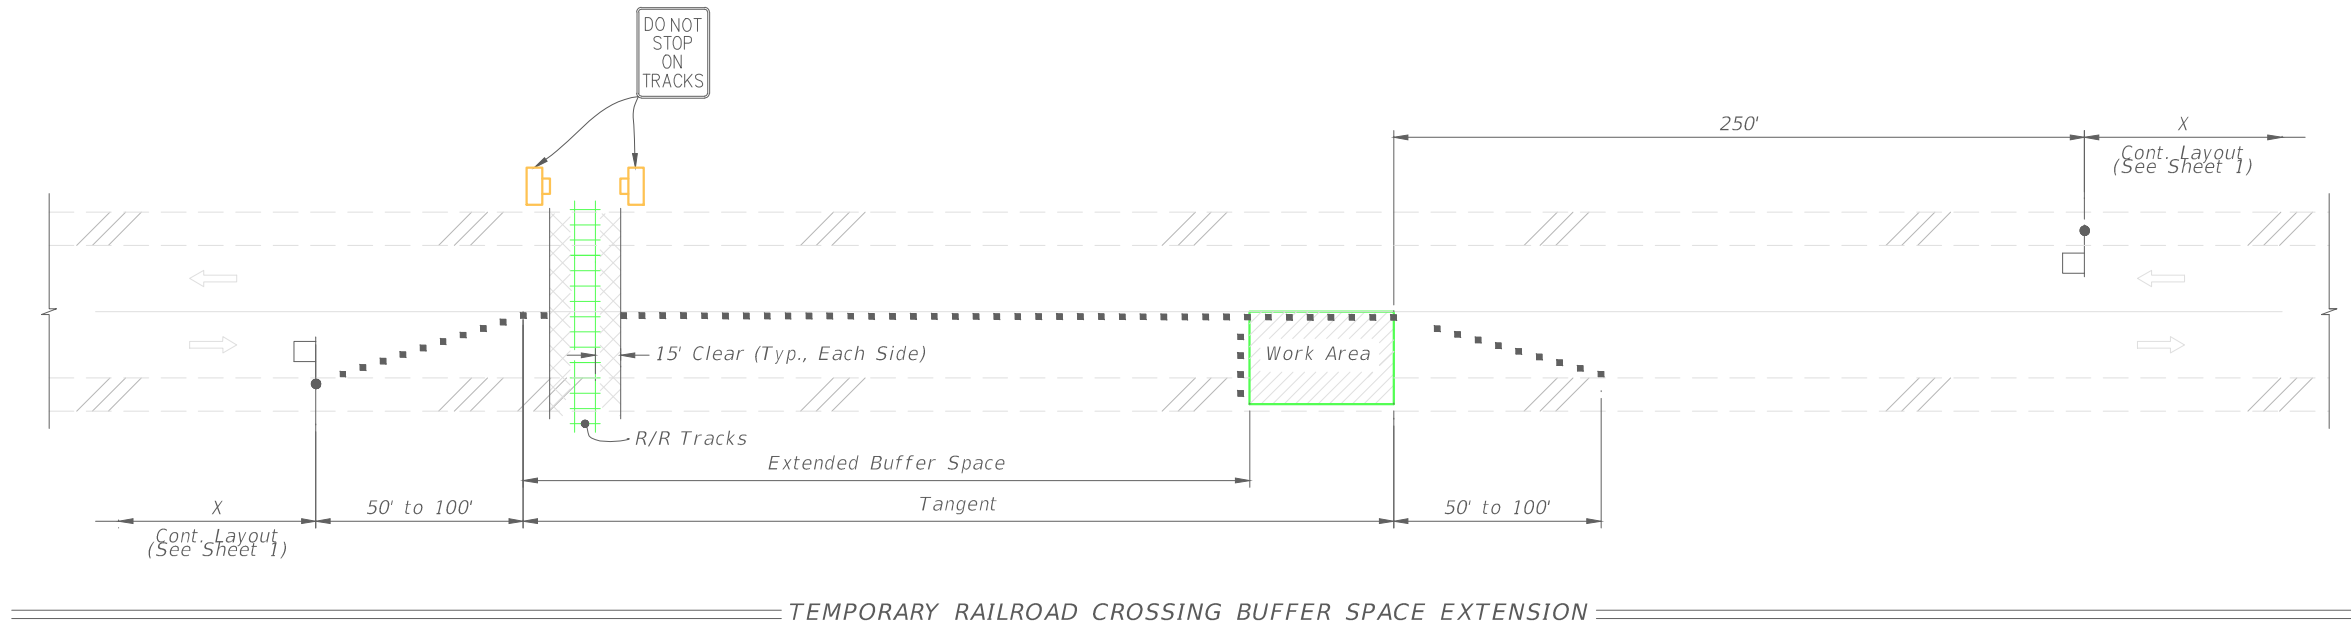 DO NOT
STOP
ON
TRACKS
250'
X
Cont. Layout
(See Sheet 1)
15' Clear (Typ., Each Side)
Work Area
R/R Tracks
Extended Buffer Space
Tangent
X
50' to 100'
50' to 100'
Cont. Layout
(See Sheet 1)
TEMPORARY RAILROAD CROSSING BUFFER SPACE EXTENSION